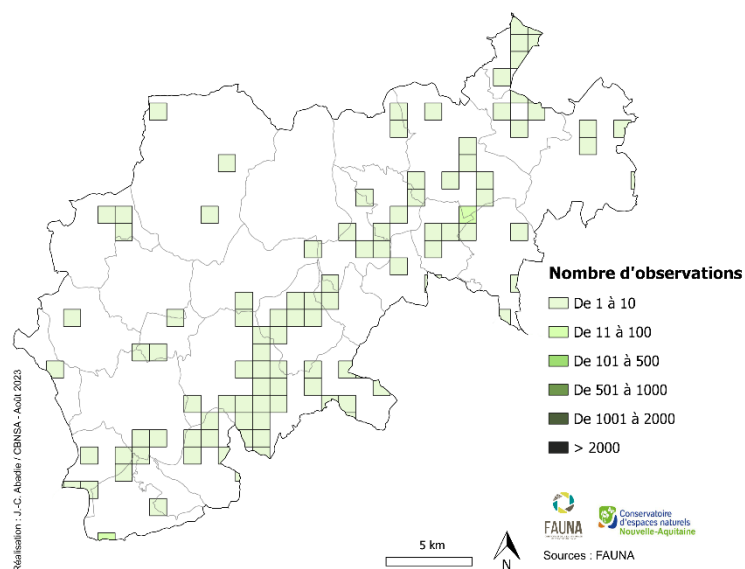 Nombre d'observations
De 1 à 10
De 11 à 100
De 101 à 500
De 501 à 1000
De 1001 à 2000
> 2000
Réalisation : J.-C. Abadie / CBNSA - Août 2023
5 km
N
FAUNA
Conservatoire
d'espaces naturels
Nouvelle-Aquitaine
Sources : FAUNA